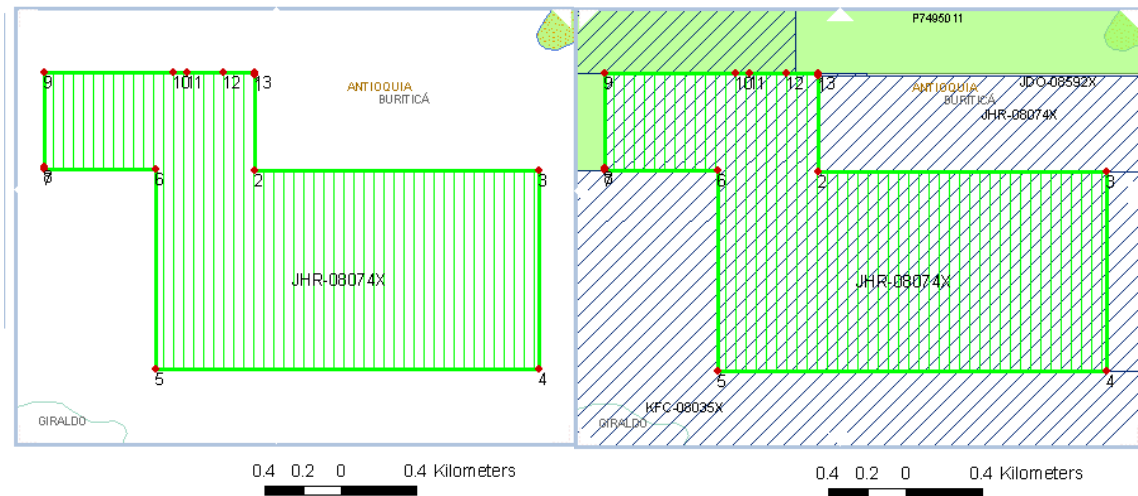 9 10 11 12 13
ANTIOQUIA
BURITICÁ
7 6 2 3
JHR-08074X
5 4
GIRALDO
0.4 0.2 0 0.4 Kilometers
P7495011
9 10 11 12 13
JDO-08592X
ANTIOQUIA
BURITICÁ
JHR-08074X
7 6 2 3
JHR-08074X
5 4
KFC-08035X
GIRALDO
0.4 0.2 0 0.4 Kilometers